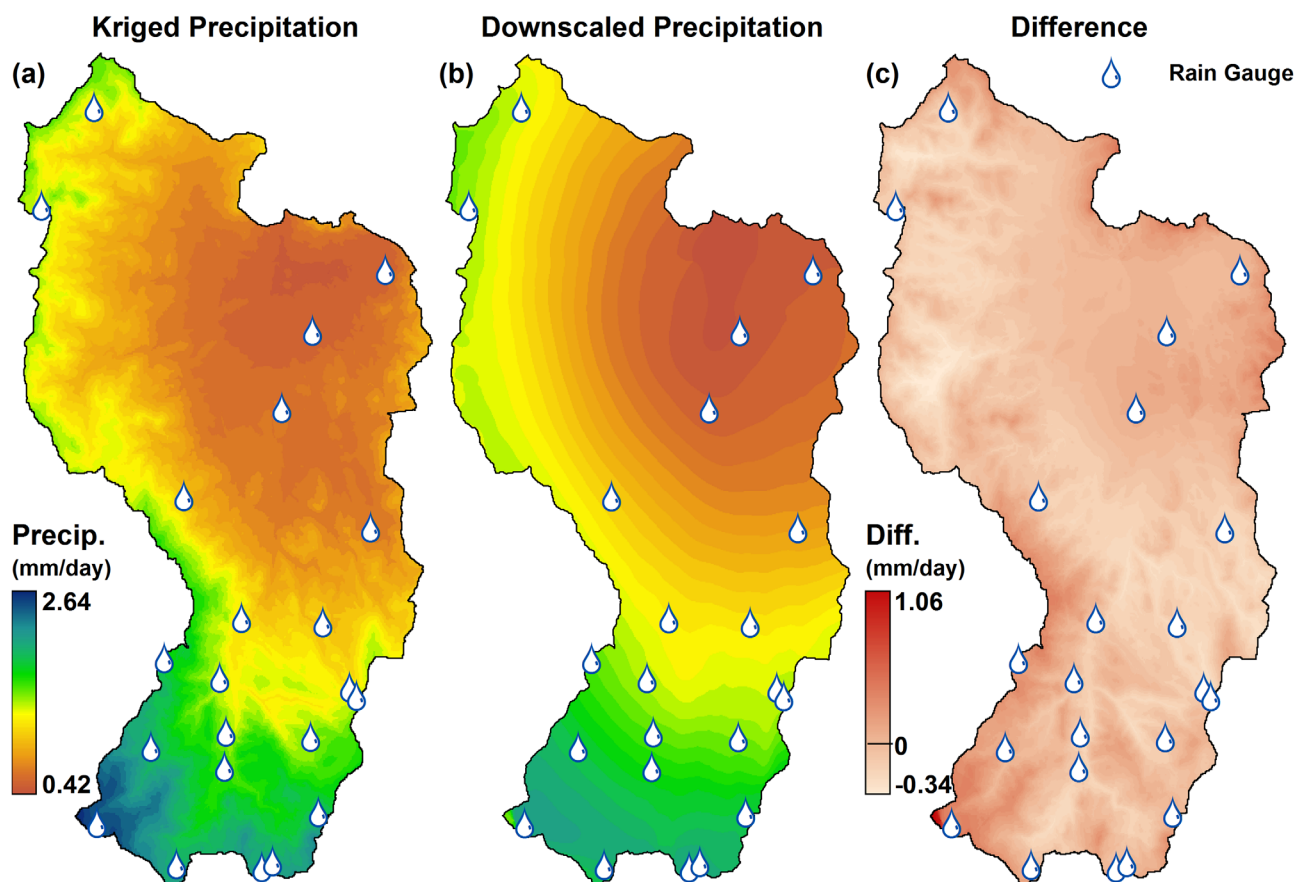 Kriged Precipitation
Downscaled Precipitation
Difference
(a)
(b)
(c)
Rain Gauge
Precip.
(mm/day)
2.64
0.42
Diff.
(mm/day)
1.06
0
-0.34